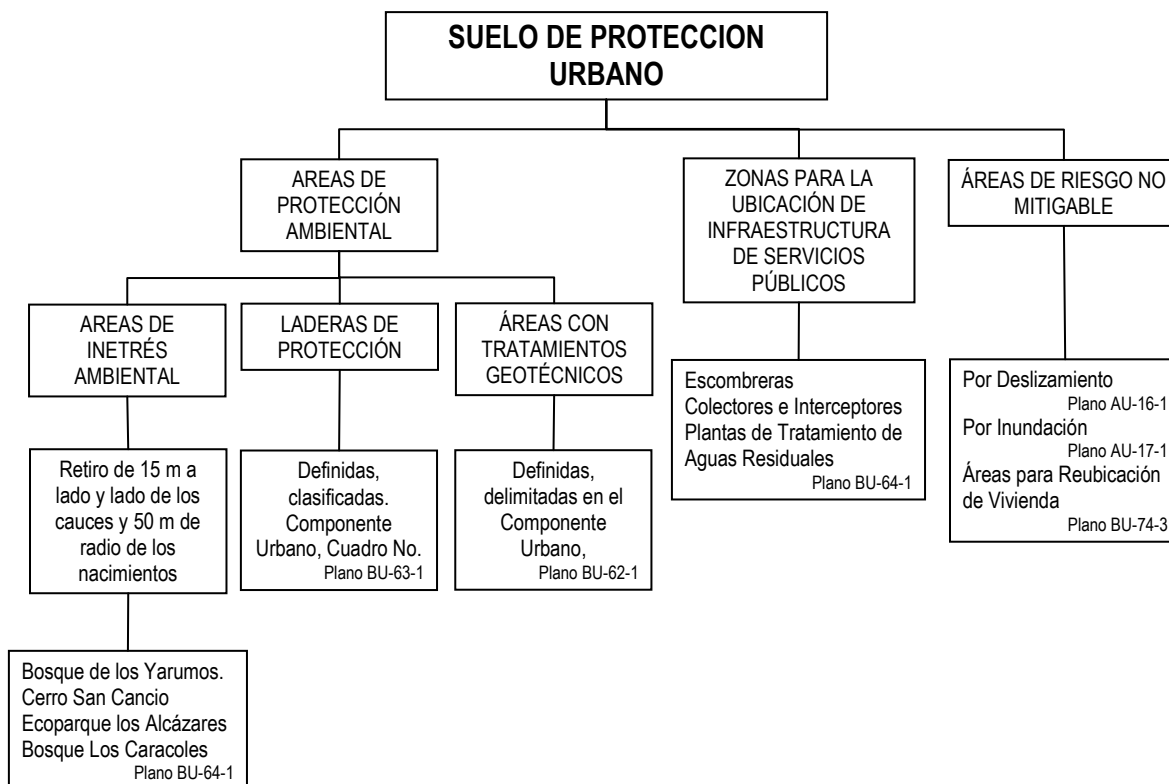 SUELO DE PROTECCION
URBANO
AREAS DE
PROTECCIÓN
AMBIENTAL
ZONAS PARA LA
UBICACIÓN DE
INFRAESTRUCTURA
DE SERVICIOS
PÚBLICOS
ÁREAS DE RIESGO NO
MITIGABLE
AREAS DE
INETRÉS
AMBIENTAL
LADERAS DE
PROTECCIÓN
ÁREAS CON
TRATAMIENTOS
GEOTÉCNICOS
Escombreras
Colectores e Interceptores
Plantas de Tratamiento de
Aguas Residuales
Plano BU-64-1
Por Deslizamiento
Plano AU-16-1
Por Inundación
Plano AU-17-1
Áreas para Reubicación
de Vivienda
Plano BU-74-3
Retiro de 15 m a
lado y lado de los
cauces y 50 m de
radio de los
nacimientos
Definidas,
clasificadas.
Componente
Urbano, Cuadro No.
Plano BU-63-1
Definidas,
delimitadas en el
Componente
Urbano,
Plano BU-62-1
Bosque de los Yarumos.
Cerro San Cancio
Ecoparque los Alcázares
Bosque Los Caracoles
Plano BU-64-1